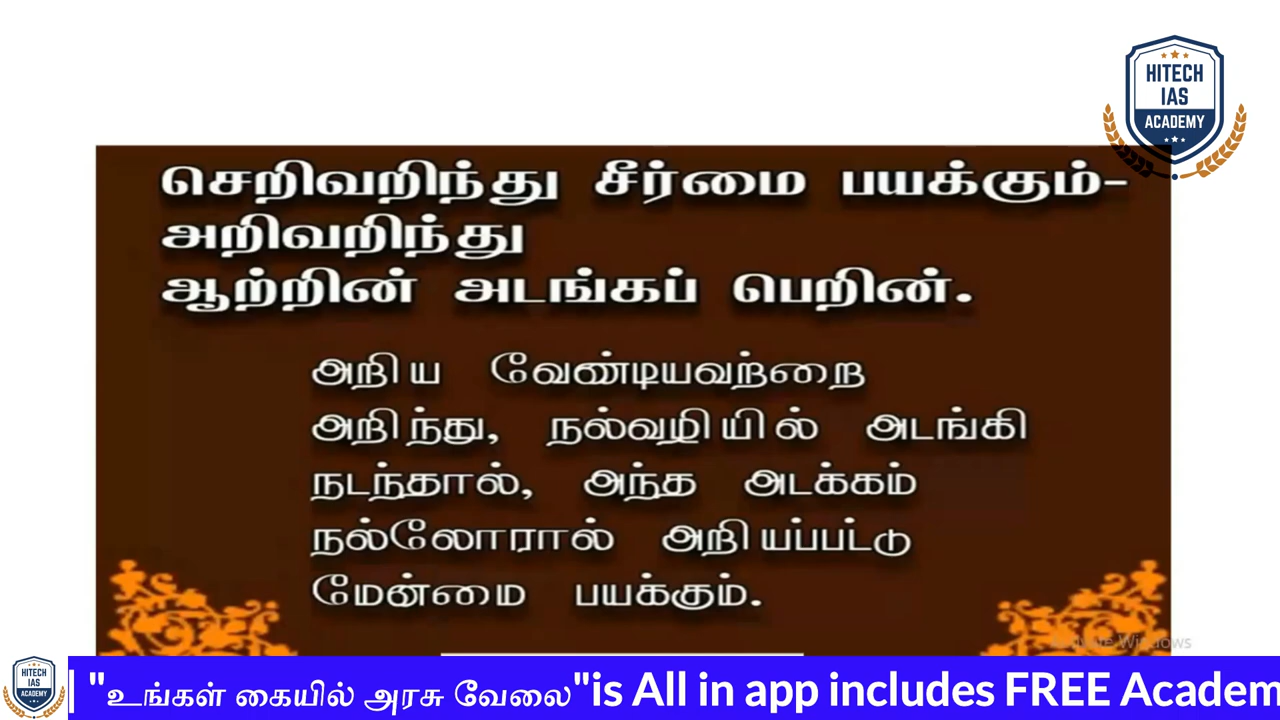 HITECH
IAS
ACADEMY
செறிவறிந்து சீர்மை பயக்கும்-
அறிவறிந்து
ஆற்றின் அடங்கப் பெறின்.
அறிய வேண்டியவற்றை
அறிந்து, நல்வழியில் அடங்கி
நடந்தால், அந்த அடக்கம்
நல்லோரால் அறியப்பட்டு
மேன்மை பயக்கும்.
Activate Windows
HITECH
IAS
ACADEMY
| "உங்கள் கையில் அரசு வேலை"is All in app includes FREE Academ